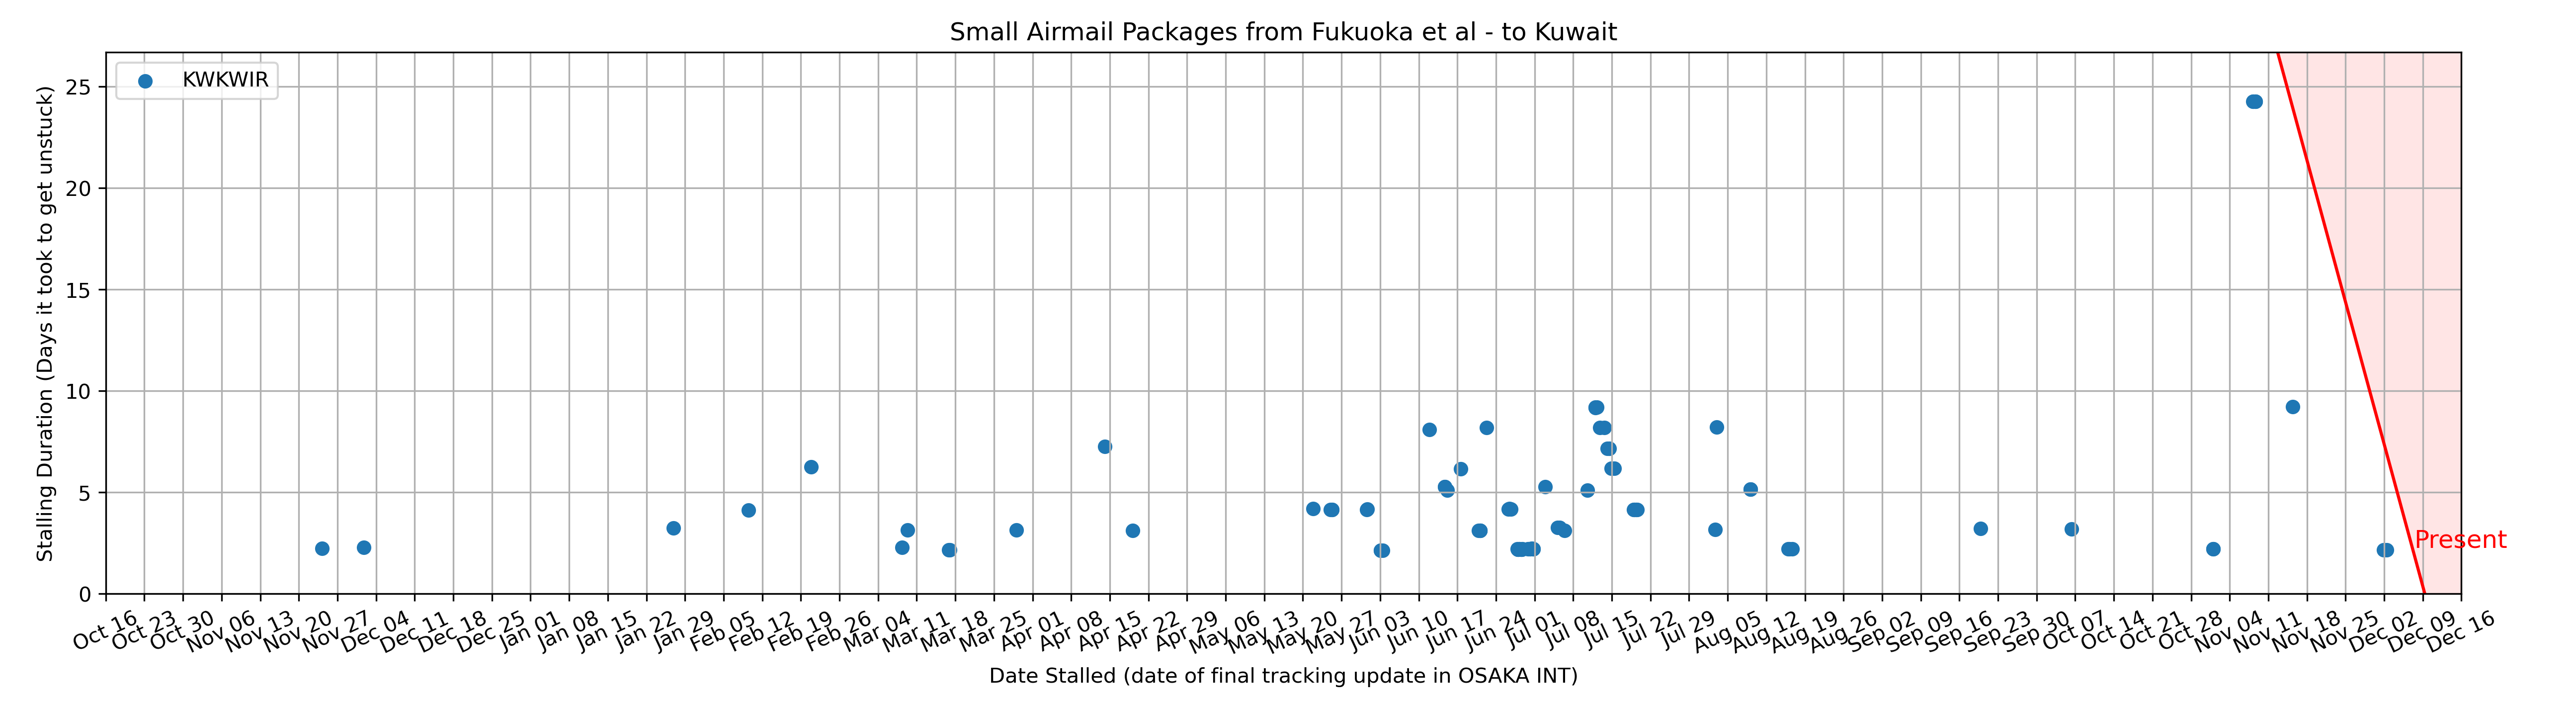 Small Airmail Packages from Fukuoka et al - to Kuwait
KWKWIR
Stalling Duration (Days it took to get unstuck)
25
20
15
10
5
0
Present
Oct 16 Oct 23 Oct 30 Nov 06 Nov 13 Nov 20 Nov 27 Dec 04 Dec 11 Dec 18 Dec 25 Jan 01 Jan 08 Jan 15 Jan 22 Jan 29 Feb 05 Feb 12 Feb 19 Feb 26 Mar 04 Mar 11 Mar 18 Mar 25 Apr 01 Apr 08 Apr 15 Apr 22 Apr 29 May 06 May 13 May 20 May 27 Jun 03 Jun 10 Jun 17 Jun 24 Jul 01 Jul 08 Jul 15 Jul 22 Jul 29 Aug 05 Aug 12 Aug 19 Aug 26 Sep 02 Sep 09 Sep 16 Sep 23 Sep 30 Oct 07 Oct 14 Oct 21 Oct 28 Nov 04 Nov 11 Nov 18 Nov 25 Dec 02 Dec 09 Dec 16
Date Stalled (date of final tracking update in OSAKA INT)